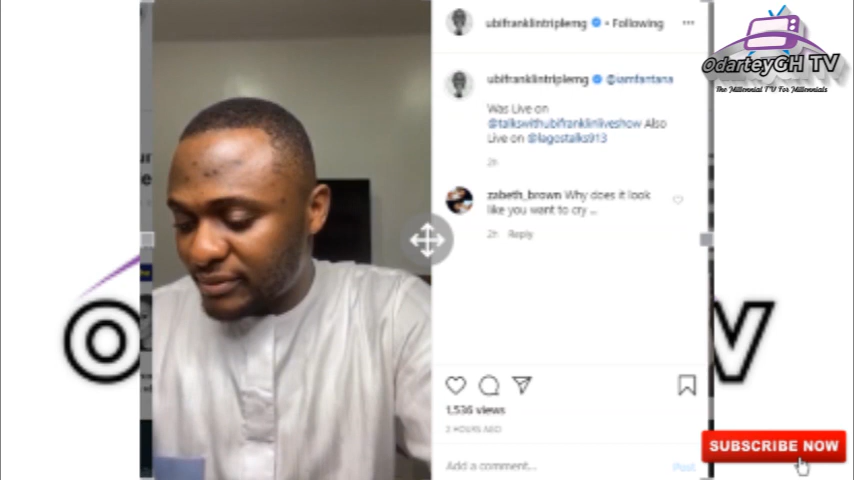 ubifranklintriplemg • Following
ubifranklintriplemg @iamfantana
Was Live on
@talkswithubifranklinliveshow Also
Live on @lagostalks913
2h
zabeth_brown Why does it look
like you want to cry ...
2h Reply
1,536 views
2 HOURS AGO
Add a comment... Post
OdarteyGH TV
The Millennial TV For Millennials
SUBSCRIBE NOW
O
V